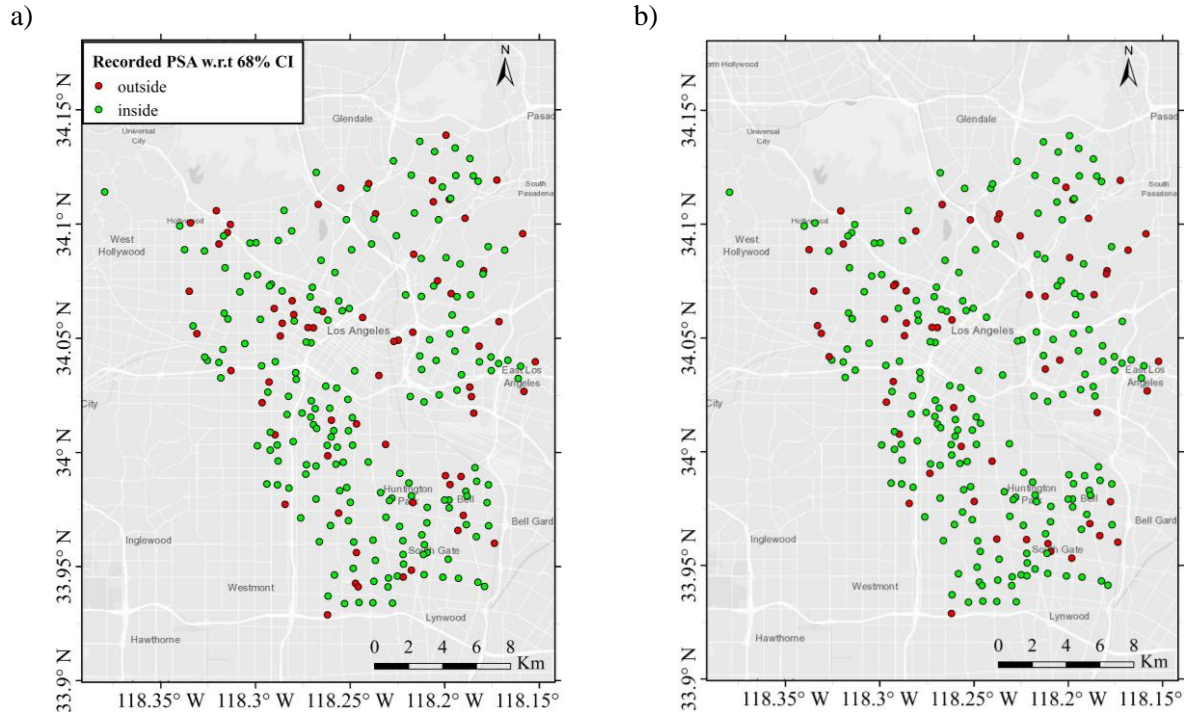 a)
Recorded PSA w.r.t 68% CI
outside
inside
N
Glendale
Pasad
Universal
City
South
Pasadena
Hollywood
West
Hollywood
Los Angeles
East Los
Angeles
City
Huntington
Park
Bell
Bell Gard
Inglewood
South Gate
Westmont
Lynwood
Hawthorne
0 2 4 6 8
Km
34.15° N
34.1° N
34.05° N
34° N
33.95° N
33.9° N
118.35° W 118.3° W 118.25° W 118.2° W 118.15° W
b)
orth Hollywood
N
Glendale
Pasad
Universal
City
South
Pasadena
Hollywood
West
Hollywood
Los Angeles
East Los
Angeles
City
Huntington
Park
Bell
Bell Gard
Inglewood
South Gate
Westmont
Lynwood
Hawthorne
0 2 4 6 8
Km
34.15° N
34.1° N
34.05° N
34° N
33.95° N
33.9° N
118.35° W 118.3° W 118.25° W 118.2° W 118.15° W